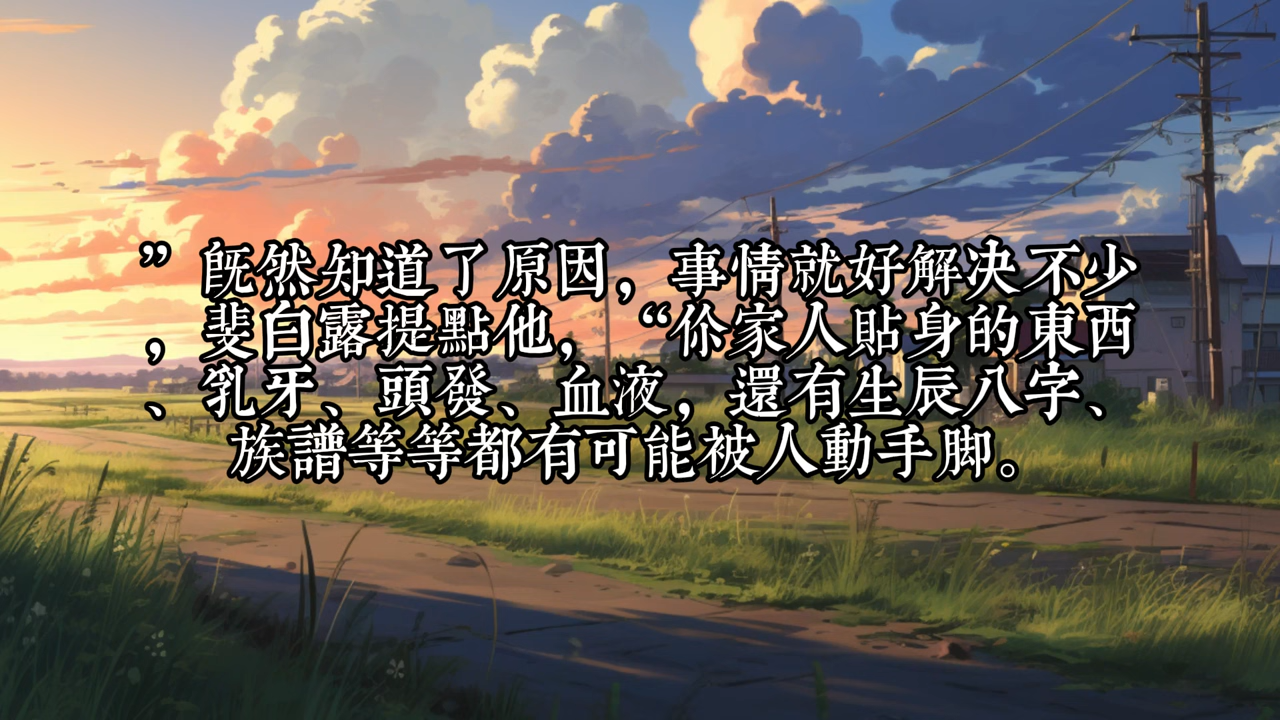 ”既然知道了原因，事情就好解決不少
，斐白露提點他，“你家人貼身的東西
、乳牙、頭發、血液，還有生辰八字、
族譜等等都有可能被人動手脚。